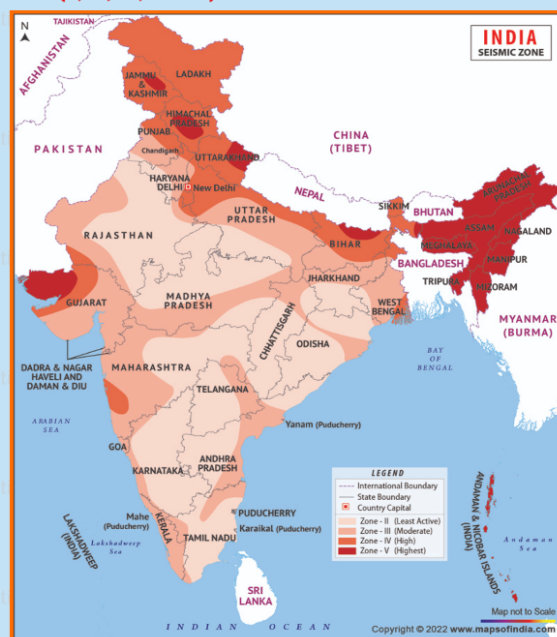 TAJIKISTAN
N
INDIA
SEISMIC ZONE
AFGHANISTAN
LADAKH
JAMMU
&
KASHMIR
HIMACHAL
PRADESH
PUNJAB
CHINA
(TIBET)
PAKISTAN
Chandigarh
UTTARAKHAND
HARYANA
DELHI
New Delhi
NEPAL
ARUNACHAL
PRADESH
SIKKIM
BHUTAN
UTTAR
PRADESH
RAJASTHAN
ASSAM
NAGALAND
BIHAR
MEGHALAYA
MANIPUR
BANGLADESH
JHARKHAND
TRIPURA
MIZORAM
GUJARAT
MADHYA
PRADESH
WEST
BENGAL
CHHATTISGARH
MYANMAR
(BURMA)
ODISHA
DADRA & NAGAR
HAVELI AND
DAMAN & DIU
MAHARASHTRA
BAY
OF
BENGAL
TELANGANA
ARABIAN
SEA
Yanam (Puducherry)
GOA
ANDHRA
PRADESH
KARNATAKA
LEGEND
International Boundary
State Boundary
Country Capital
Zone - II (Least Active)
Zone - III (Moderate)
Zone - IV (High)
Zone - V (Highest)
ANDAMAN & NICOBAR ISLANDS
(INDIA)
PUDUCHERRY
Mahe
(Puducherry)
Karaikal (Puducherry)
LAKSHADWEEP
(INDIA)
Lakshadweep
Sea
KERALA
TAMIL NADU
Andaman
Sea
SRI
LANKA
Map not to Scale
INDIAN OCEAN
Copyright © 2022 www.mapsofindia.com